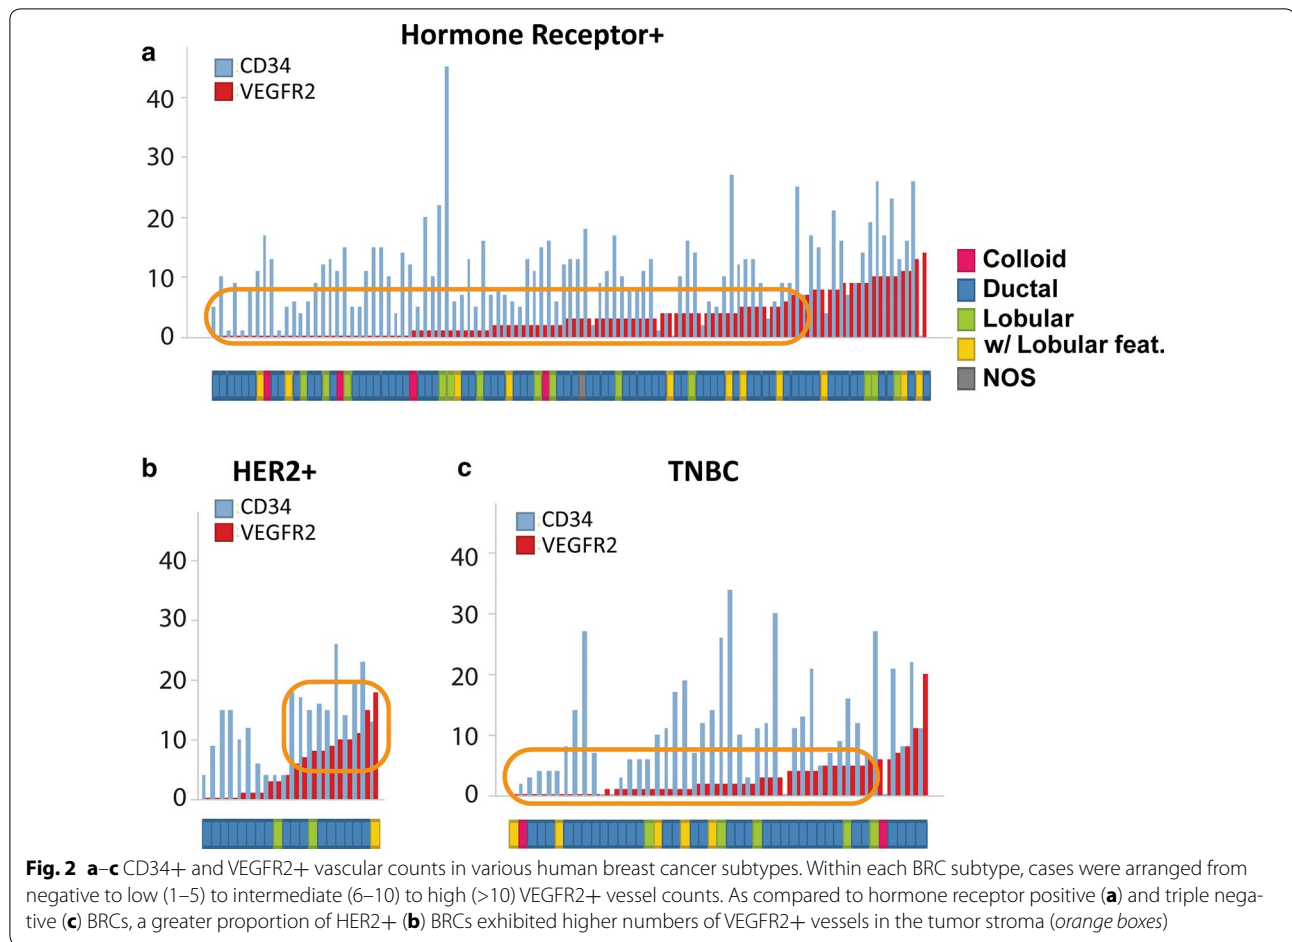 Hormone Receptor+
a
CD34
VEGFR2
40
30
20
10
0
Colloid
Ductal
Lobular
w/ Lobular feat.
NOS
b
HER2+
CD34
VEGFR2
40
30
20
10
0
c
TNBC
CD34
VEGFR2
40
30
20
10
0
Fig. 2 a–c CD34+ and VEGFR2+ vascular counts in various human breast cancer subtypes. Within each BRC subtype, cases were arranged from
negative to low (1–5) to intermediate (6–10) to high (>10) VEGFR2+ vessel counts. As compared to hormone receptor positive (a) and triple nega-
tive (c) BRCs, a greater proportion of HER2+ (b) BRCs exhibited higher numbers of VEGFR2+ vessels in the tumor stroma (orange boxes)